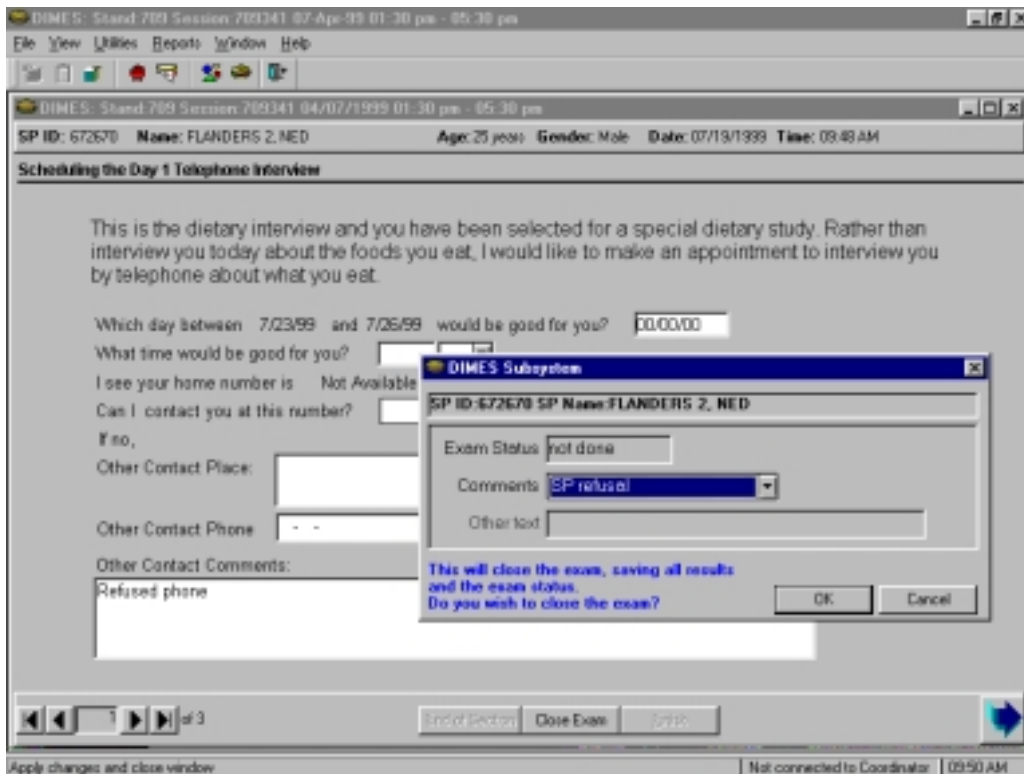 DIMES: Stand 709 Session:709341 07-Apr-99 01:30 pm - 05:30 pm
File View Utilities Reports Window Help
DIMES: Stand:709 Session:709341 04/07/1999 01:30 pm - 05:30 pm
SP ID: 672670 Name: FLANDERS 2, NED Age: 25 years Gender: Male Date: 07/19/1999 Time: 09:48 AM
Scheduling the Day 1 Telephone Interview
This is the dietary interview and you have been selected for a special dietary study. Rather than
interview you today about the foods you eat, I would like to make an appointment to interview you
by telephone about what you eat.
Which day between 7/23/99 and 7/26/99 would be good for you? 00/00/00
What time would be good for you?
I see your home number is Not Available
Can I contact you at this number?
If no,
Other Contact Place:
Other Contact Phone - -
Other Contact Comments:
Refused phone
DIMES Subsystem
SP ID:672670 SP Name:FLANDERS 2, NED
Exam Status not done
Comments SP refusal
Other text
This will close the exam, saving all results
and the exam status.
Do you wish to close the exam?
OK Cancel
1 of 3
End of Section Close Exam Finish
Apply changes and close window Not connected to Coordinator 09:50 AM